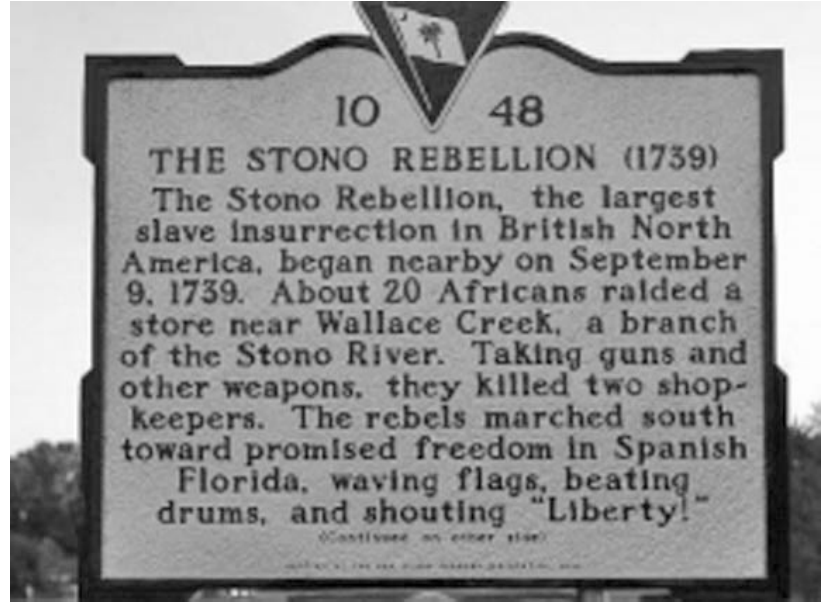 10 48
THE STONO REBELLION (1739)
The Stono Rebellion, the largest
slave insurrection in British North
America, began nearby on September
9, 1739. About 20 Africans raided a
store near Wallace Creek, a branch
of the Stono River. Taking guns and
other weapons, they killed two shop-
keepers. The rebels marched south
toward promised freedom in Spanish
Florida, waving flags, beating
drums, and shouting "Liberty!"
(Continued on other side)